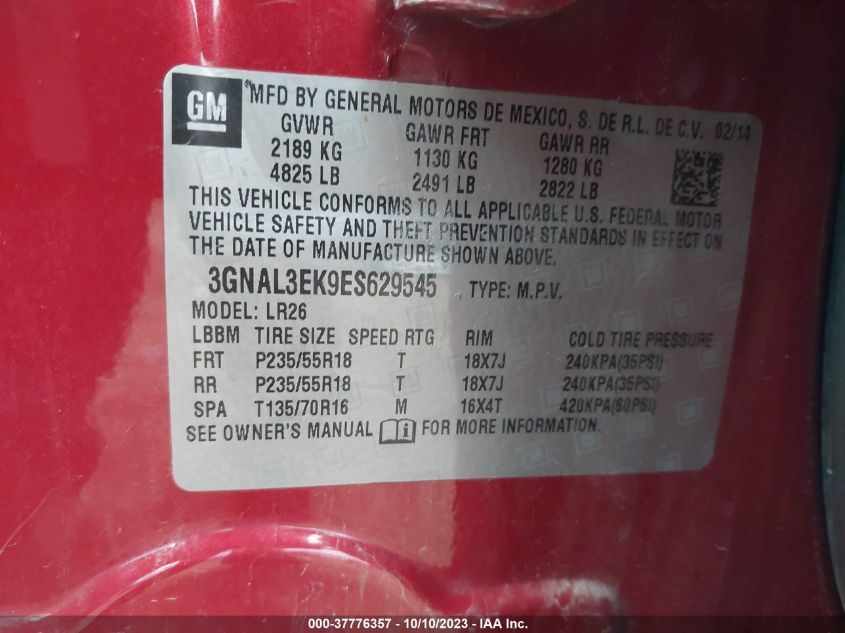 GM
MFD BY GENERAL MOTORS DE MEXICO, S. DE R.L. DE C.V. 02/14
GVWR GAWR FRT GAWR RR
2189 KG 1130 KG 1280 KG
4825 LB 2491 LB 2822 LB
THIS VEHICLE CONFORMS TO ALL APPLICABLE U.S. FEDERAL MOTOR
VEHICLE SAFETY AND THEFT PREVENTION STANDARDS IN EFFECT ON
THE DATE OF MANUFACTURE SHOWN ABOVE.
3GNAL3EK9ES629545 TYPE: M.P.V.
MODEL: LR26
LBBM TIRE SIZE SPEED RTG RIM COLD TIRE PRESSURE
FRT P235/55R18 T 18X7J 240KPA(35PSI)
RR P235/55R18 T 18X7J 240KPA(35PSI)
SPA T135/70R16 M 16X4T 420KPA(60PSI)
SEE OWNER'S MANUAL i FOR MORE INFORMATION.
000-37776357 - 10/10/2023 - IAA Inc.